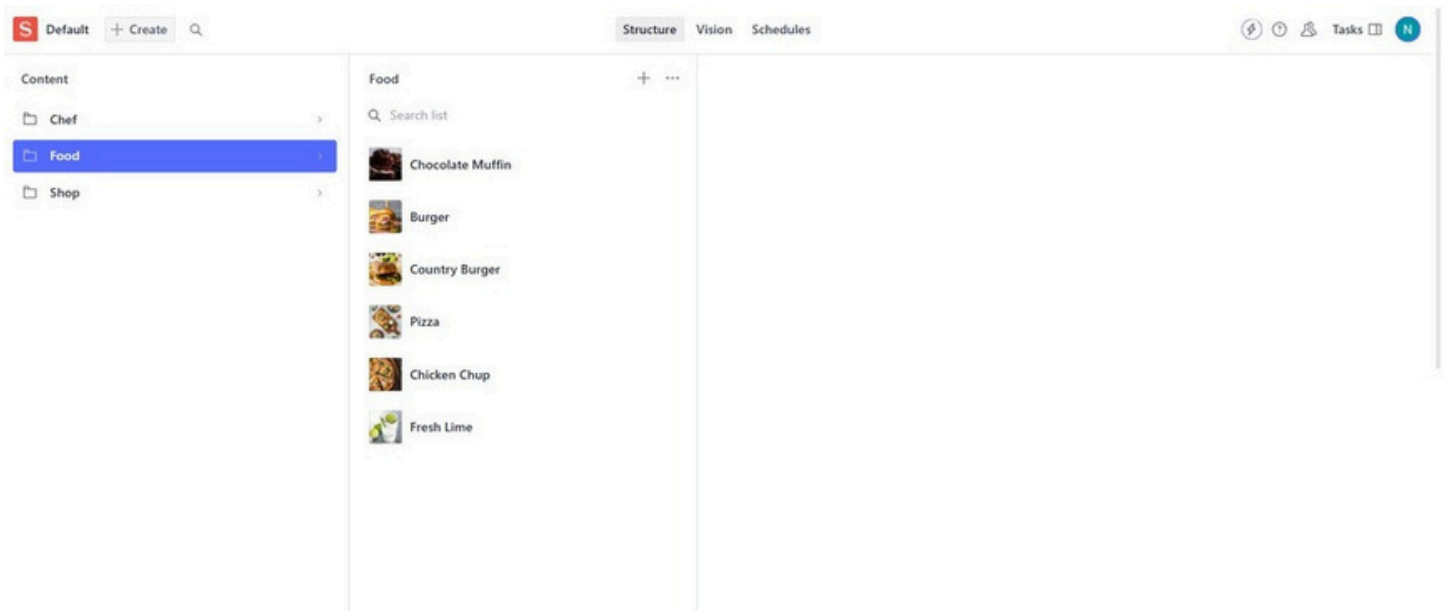 S Default + Create
Structure Vision Schedules
Tasks N
Content
Chef
Food
Shop
Food
Search list
Chocolate Muffin
Burger
Country Burger
Pizza
Chicken Chup
Fresh Lime